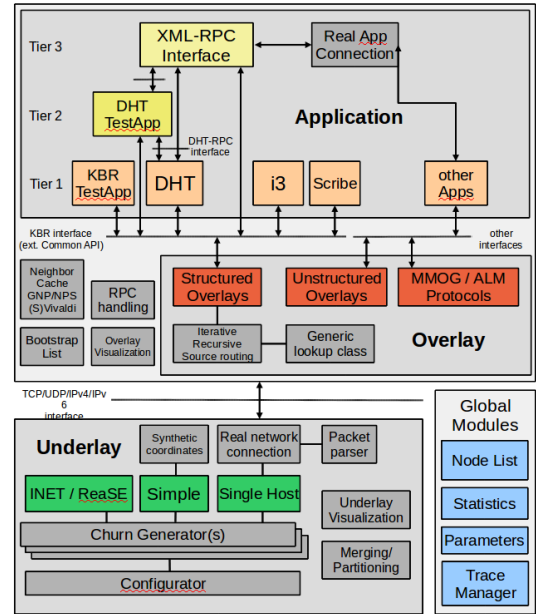 Tier 3
XML-RPC
Interface
Real App
Connection
Tier 2
DHT
TestApp
Application
DHT-RPC
interface
Tier 1
KBR
TestApp
DHT
i3
Scribe
other
Apps
KBR interface
(ext. Common API)
other
interfaces
Neighbor
Cache
GNP/NPS
(S)Vivaldi
RPC
handling
Structured
Overlays
Unstructured
Overlays
MMOG / ALM
Protocols
Bootstrap
List
Overlay
Visualization
Iterative
Recursive
Source routing
Generic
lookup class
Overlay
TCP/UDP/IPv4/IPv
6
interface
Underlay
Synthetic
coordinates
Real network
connection
Packet
parser
INET / ReaSE
Simple
Single Host
Underlay
Visualization
Churn Generator(s)
Merging/
Partitioning
Configurator
Global
Modules
Node List
Statistics
Parameters
Trace
Manager